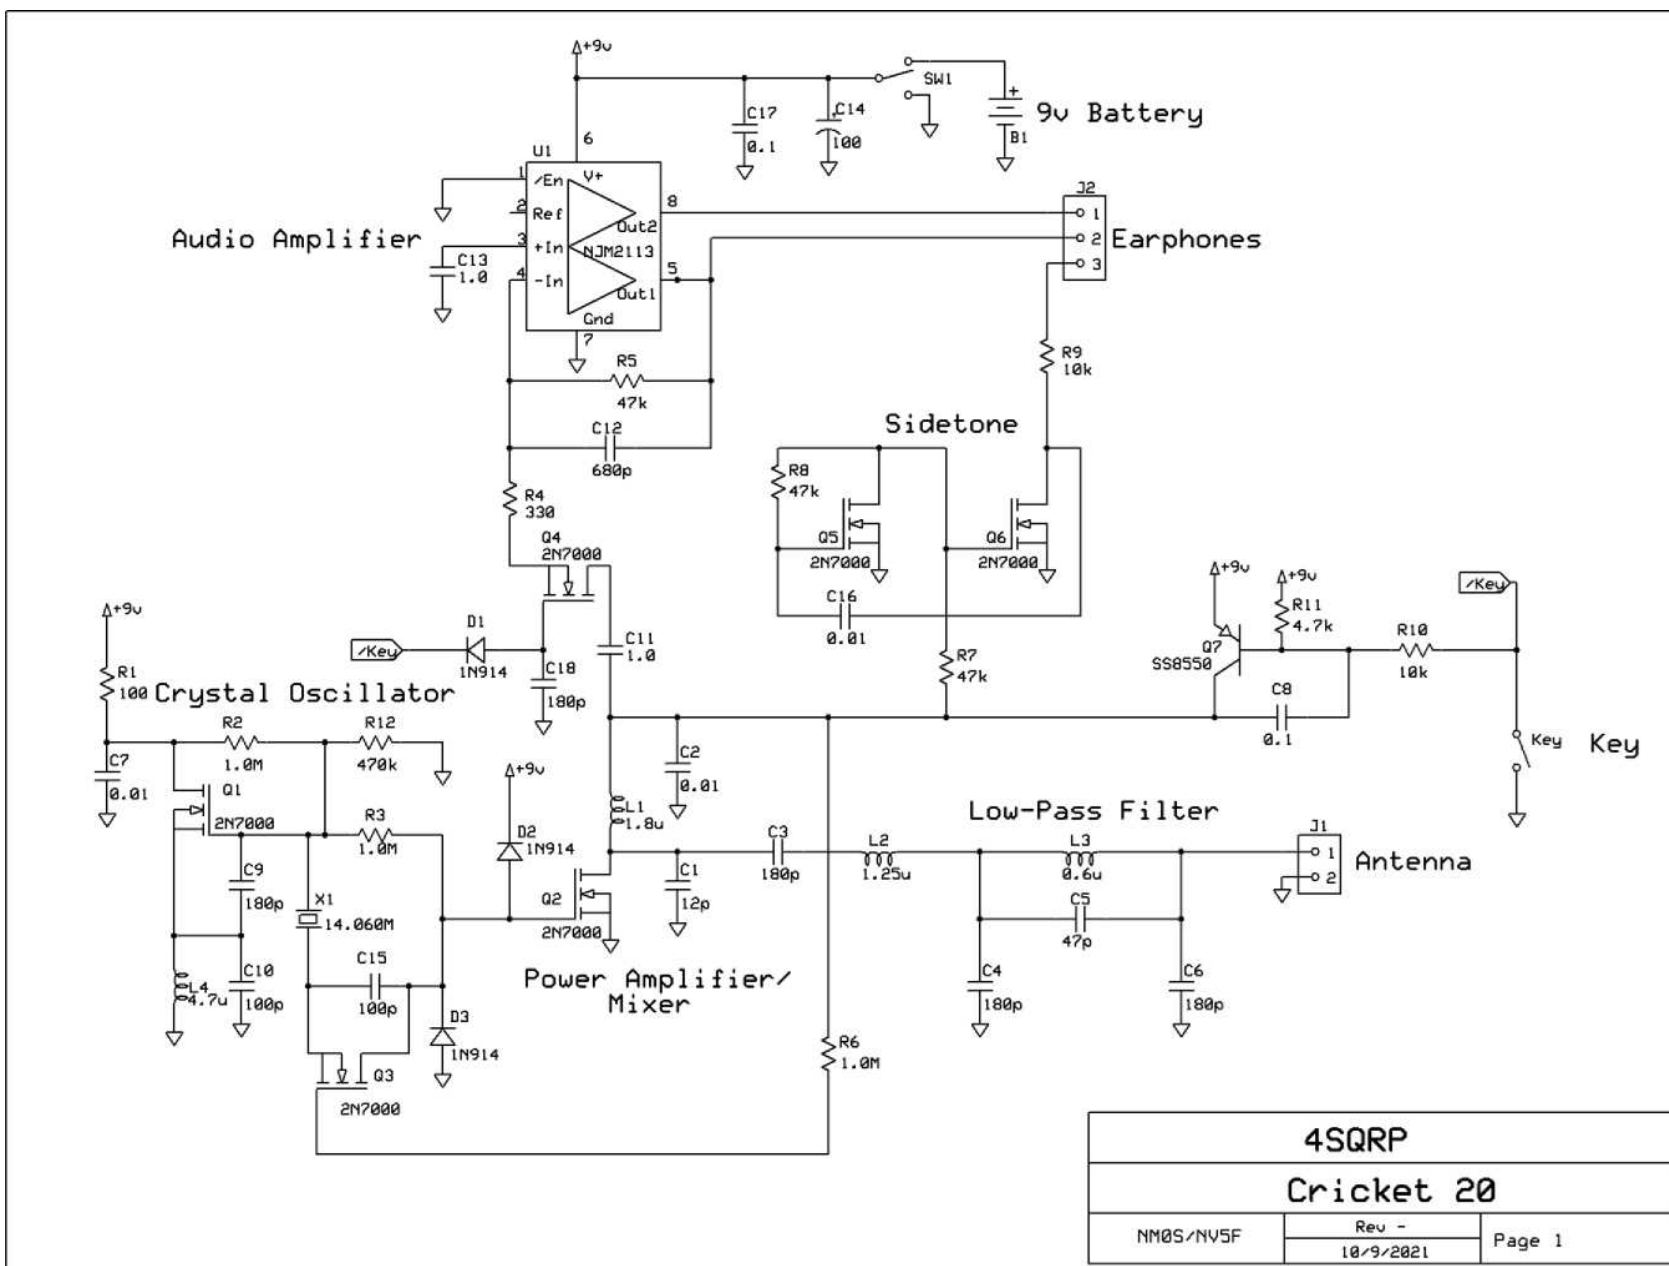 +9v
SW1
C17
0.1
C14
100
+
B1
9v Battery
6
U1
1
/En
V+
2
Ref
Out2
8
3
+In
NJM2113
4
-In
Out1
5
Gnd
7
Audio Amplifier
C13
1.0
J2
1
2
3
Earphones
R5
47k
C12
680p
R9
10k
Sidetone
R8
47k
Q5
2N7000
Q6
2N7000
C16
0.01
R4
330
Q4
2N7000
+9v
+9v
/Key
R11
4.7k
R10
10k
Q7
SS8550
C8
0.1
Key
Key
+9v
R1
100
Crystal Oscillator
/Key
D1
1N914
C18
180p
C11
1.0
R7
47k
R2
1.0M
R12
470k
C7
0.01
Q1
2N7000
R3
1.0M
+9v
D2
1N914
C2
0.01
L1
1.8u
C9
180p
X1
14.060M
Q2
2N7000
C1
12p
C3
180p
L2
1.25u
Low-Pass Filter
L3
0.6u
C5
47p
J1
1
2
Antenna
L4
4.7u
C10
100p
C15
100p
Power Amplifier/
Mixer
C4
180p
C6
180p
D3
1N914
Q3
2N7000
R6
1.0M
4SQRP
Cricket 20
NM0S/NV5F
Rev -
10/9/2021
Page 1